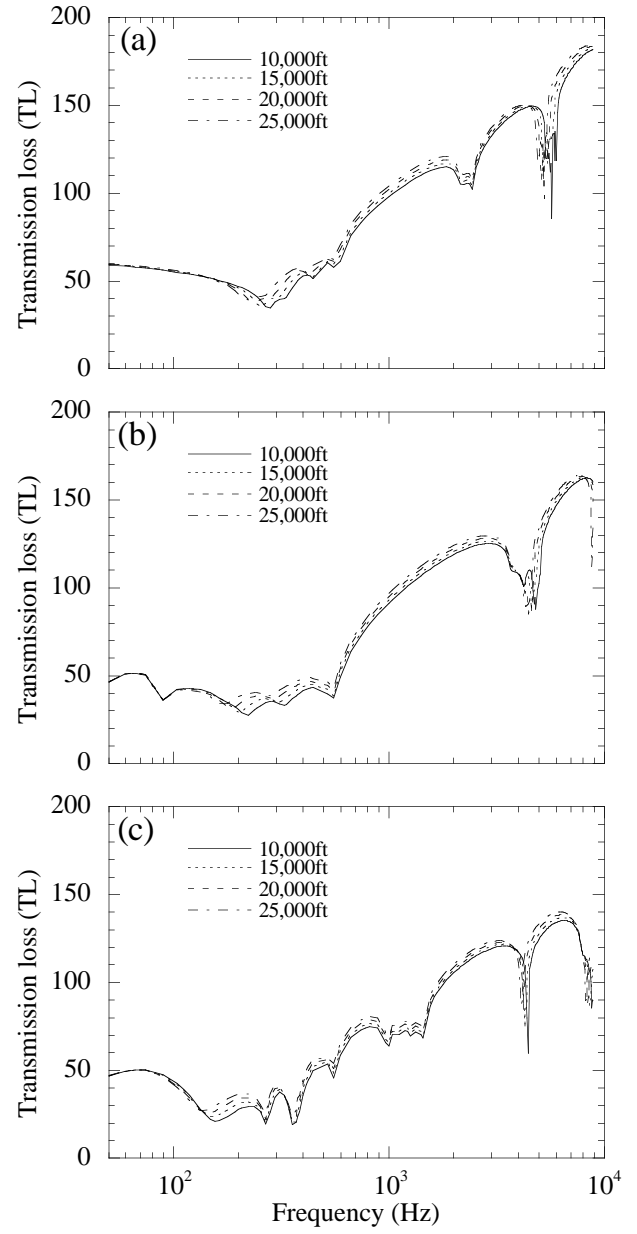 (a)
10,000ft
15,000ft
20,000ft
25,000ft
200
150
100
50
0
Transmission loss (TL)
(b)
10,000ft
15,000ft
20,000ft
25,000ft
200
150
100
50
0
Transmission loss (TL)
(c)
10,000ft
15,000ft
20,000ft
25,000ft
200
150
100
50
0
Transmission loss (TL)
10² 10³ 10⁴
Frequency (Hz)